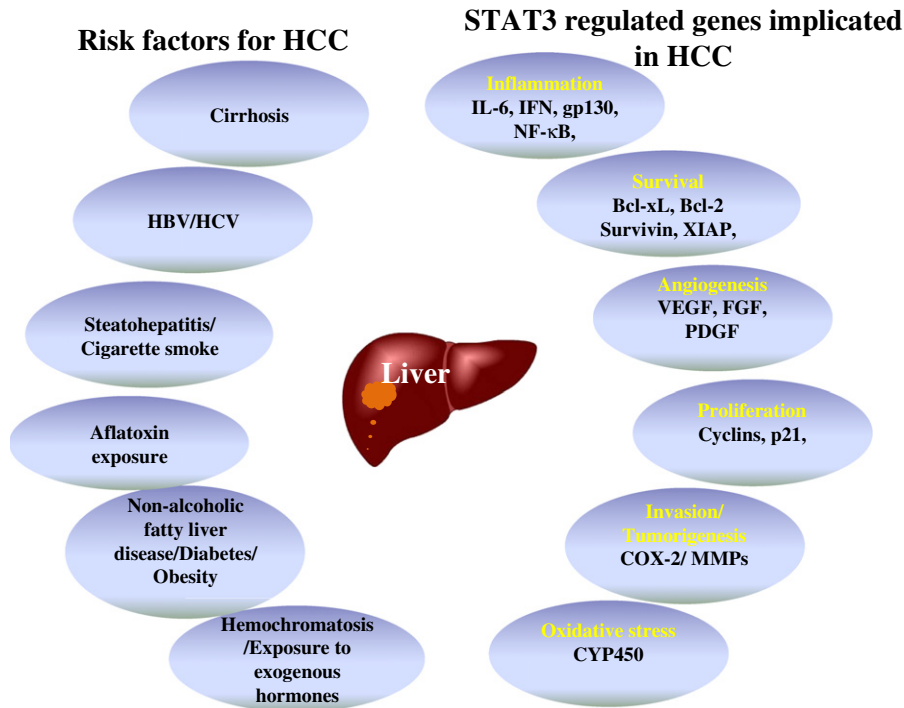 Risk factors for HCC
Cirrhosis
HBV/HCV
Steatohepatitis/
Cigarette smoke
Aflatoxin
exposure
Non-alcoholic
fatty liver
disease/Diabetes/
Obesity
Hemochromatosis
/Exposure to
exogenous
hormones
Liver
STAT3 regulated genes implicated
in HCC
Inflammation
IL-6, IFN, gp130,
NF-κB,
Survival
Bcl-xL, Bcl-2
Survivin, XIAP,
Angiogenesis
VEGF, FGF,
PDGF
Proliferation
Cyclins, p21,
Invasion/
Tumorigenesis
COX-2/ MMPs
Oxidative stress
CYP450